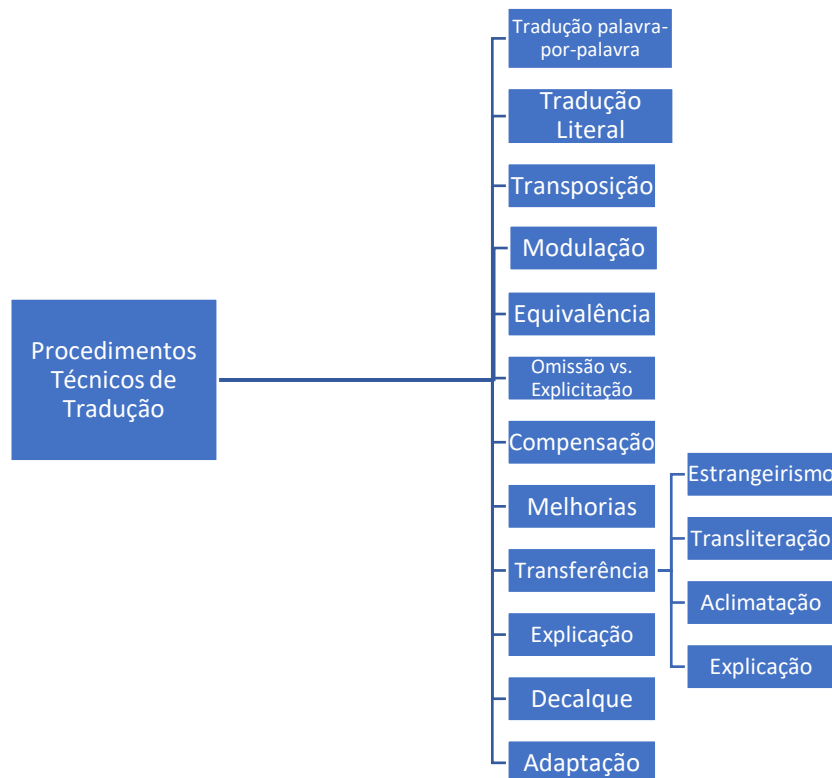 Procedimentos
Técnicos de
Tradução
Tradução palavra-
por-palavra
Tradução
Literal
Transposição
Modulação
Equivalência
Omissão vs.
Explicitação
Compensação
Melhorias
Transferência
Estrangeirismo
Transliteração
Aclimatação
Explicação
Explicação
Decalque
Adaptação